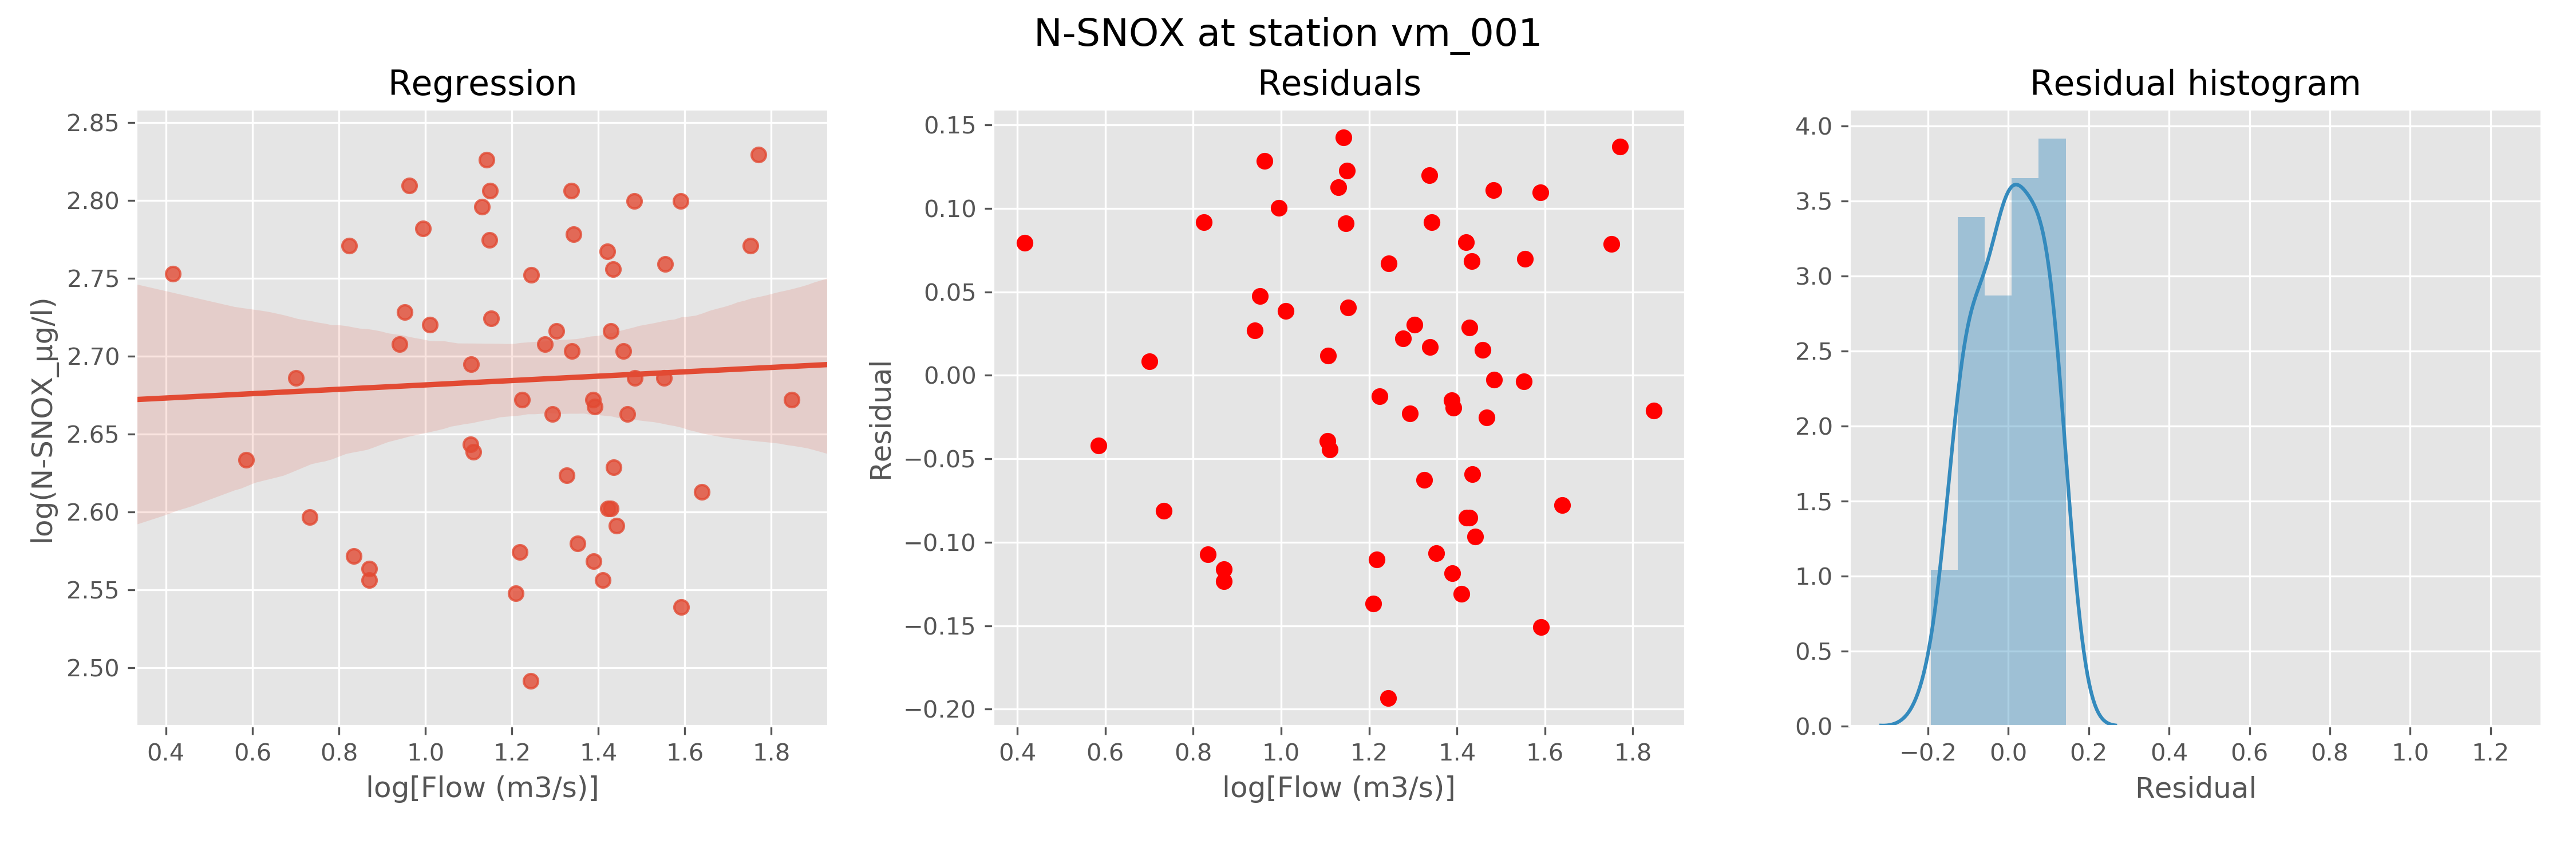 N-SNOX at station vm_001
Regression
2.85
2.80
2.75
2.70
2.65
2.60
2.55
2.50
log(N-SNOX_µg/l)
0.4 0.6 0.8 1.0 1.2 1.4 1.6 1.8
log[Flow (m3/s)]
Residuals
0.15
0.10
0.05
0.00
−0.05
−0.10
−0.15
−0.20
Residual
0.4 0.6 0.8 1.0 1.2 1.4 1.6 1.8
log[Flow (m3/s)]
Residual histogram
4.0
3.5
3.0
2.5
2.0
1.5
1.0
0.5
0.0
−0.2 0.0 0.2 0.4 0.6 0.8 1.0 1.2
Residual